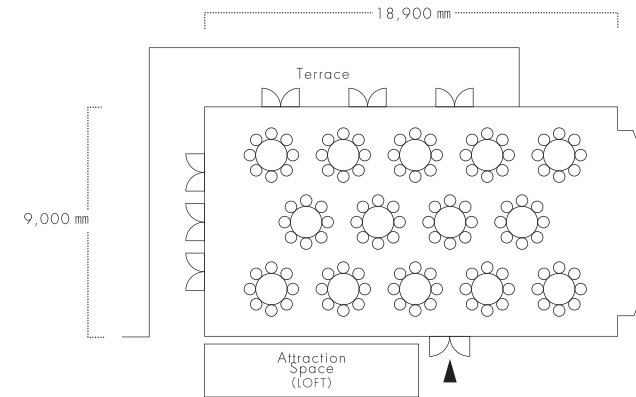 18,900 mm
Terrace
9,000 mm
Attraction
Space
(LOFT)